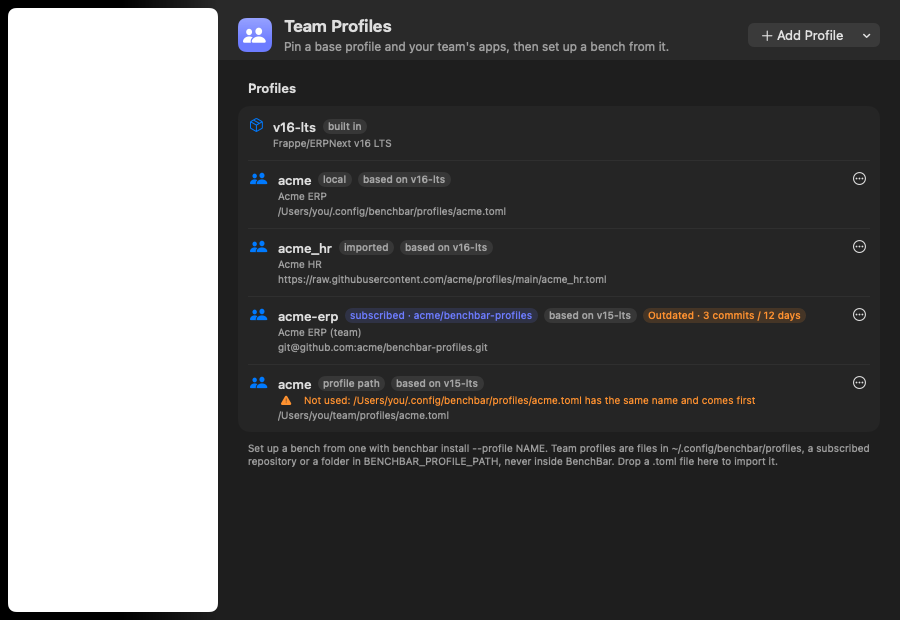 Team Profiles
Pin a base profile and your team's apps, then set up a bench from it.
+ Add Profile
Profiles
v16-lts built in
Frappe/ERPNext v16 LTS
acme local based on v16-lts
Acme ERP
/Users/you/.config/benchbar/profiles/acme.toml
acme_hr imported based on v16-lts
Acme HR
https://raw.githubusercontent.com/acme/profiles/main/acme_hr.toml
acme-erp subscribed · acme/benchbar-profiles based on v15-lts Outdated · 3 commits / 12 days
Acme ERP (team)
git@github.com:acme/benchbar-profiles.git
acme profile path based on v15-lts
Not used: /Users/you/.config/benchbar/profiles/acme.toml has the same name and comes first
/Users/you/team/profiles/acme.toml
Set up a bench from one with benchbar install --profile NAME. Team profiles are files in ~/.config/benchbar/profiles, a subscribed
repository or a folder in BENCHBAR_PROFILE_PATH, never inside BenchBar. Drop a .toml file here to import it.